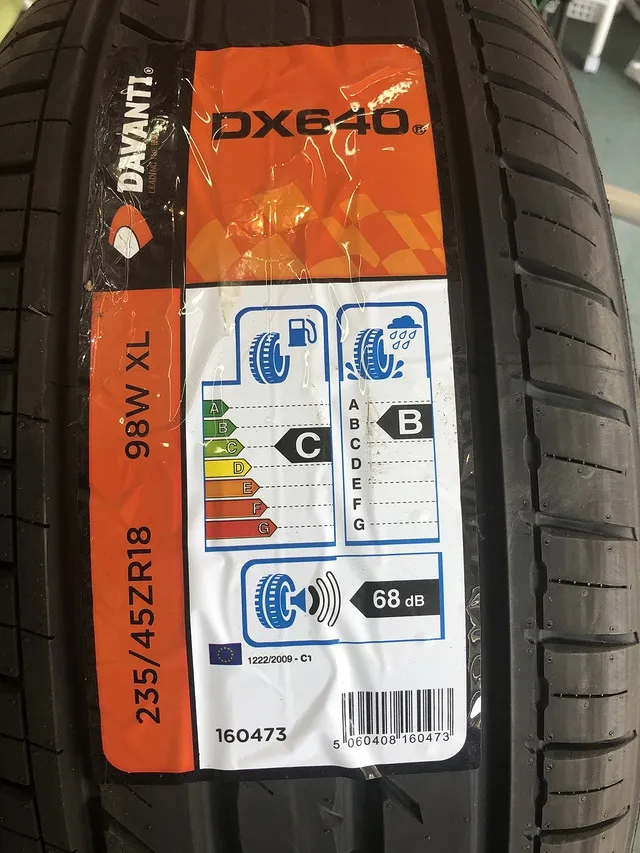 DAVANTI®
DX640®
98W XL
235/45ZR18
A
B
C
D
E
F
G
C
A
B
C
D
E
F
G
B
68 dB
1222/2009 - C1
160473
5 060408 160473